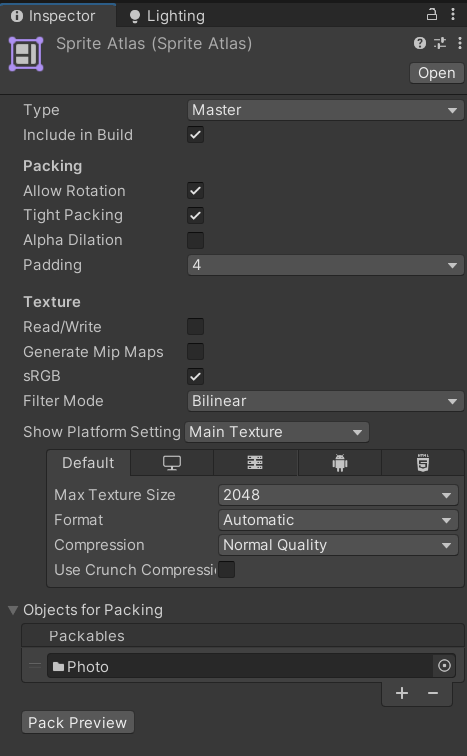 Inspector Lighting
Sprite Atlas (Sprite Atlas)
Open
Type Master
Include in Build
Packing
Allow Rotation
Tight Packing
Alpha Dilation
Padding 4
Texture
Read/Write
Generate Mip Maps
sRGB
Filter Mode Bilinear
Show Platform Setting Main Texture
Default HTML 5
Max Texture Size 2048
Format Automatic
Compression Normal Quality
Use Crunch Compressi
Objects for Packing
Packables
Photo
Pack Preview